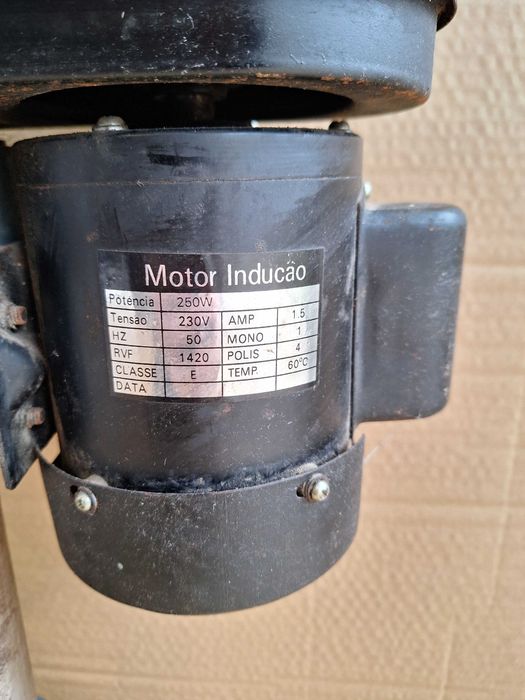 Motor Inducão
Potencia 250W
Tensao 230V AMP 1.5
HZ 50 MONO 1
RVF 1420 POLIS 4
CLASSE E TEMP. 60°C
DATA